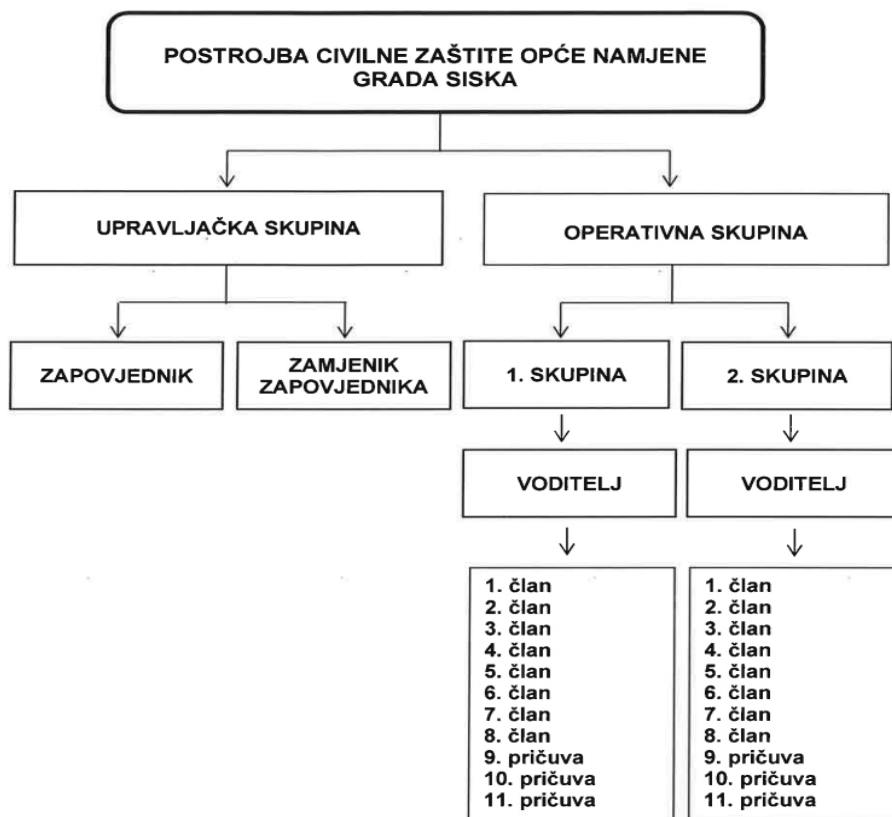 POSTROJBA CIVILNE ZAŠTITE OPĆE NAMJENE
GRADA SISKA
UPRAVLJAČKA SKUPINA
OPERATIVNA SKUPINA
ZAPOVJEDNIK
ZAMJENIK
ZAPOVJEDNIKA
1. SKUPINA
2. SKUPINA
VODITELJ
VODITELJ
1. član
2. član
3. član
4. član
5. član
6. član
7. član
8. član
9. pričuva
10. pričuva
11. pričuva
1. član
2. član
3. član
4. član
5. član
6. član
7. član
8. član
9. pričuva
10. pričuva
11. pričuva